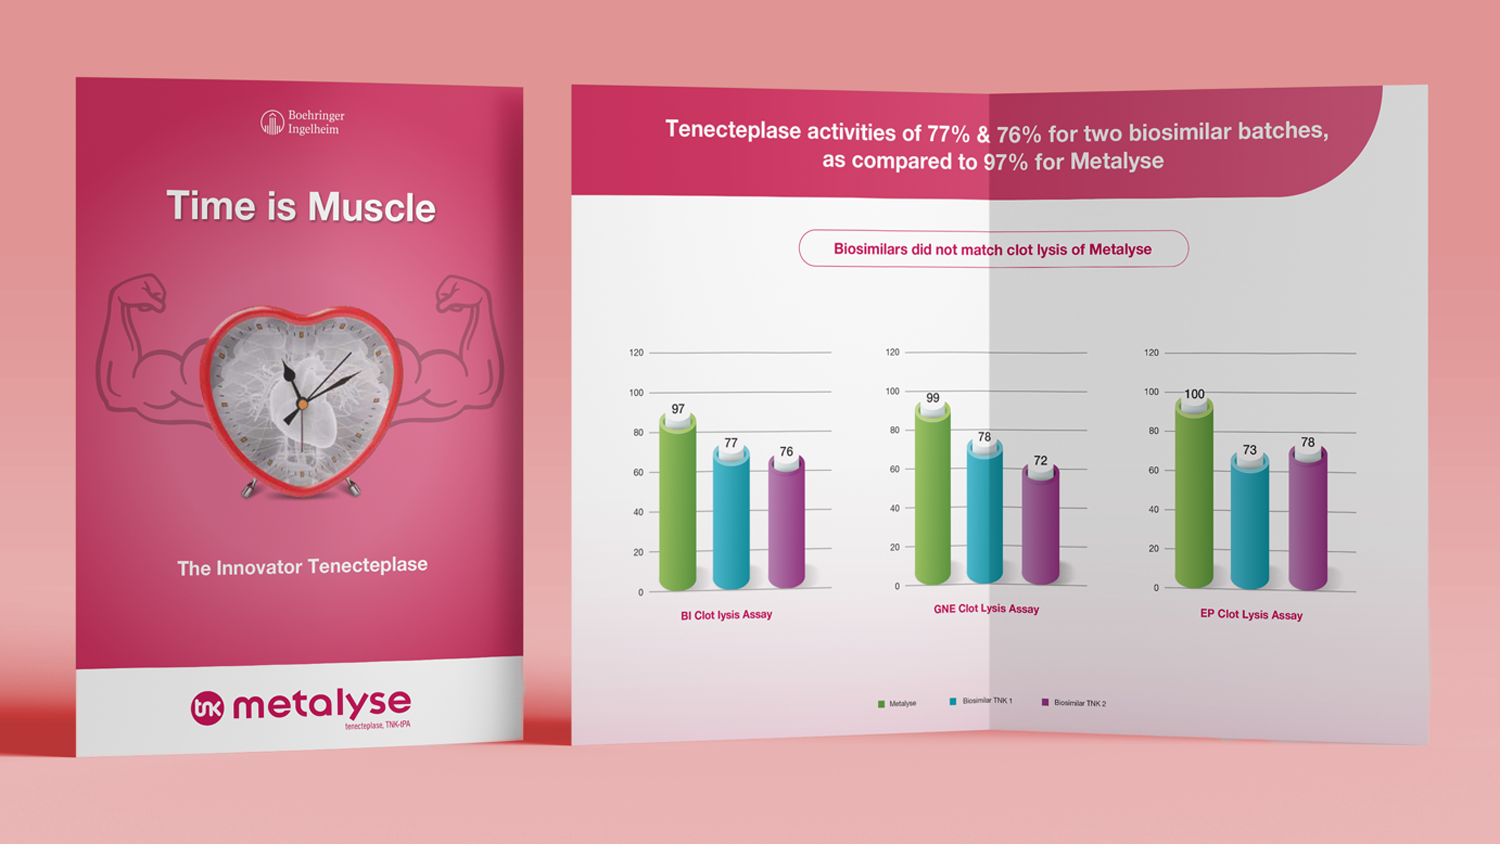 Boehringer
Ingelheim
Time is Muscle
The Innovator Tenecteplase
tnk metalyse
tenecteplase, TNK-tPA
Tenecteplase activities of 77% & 76% for two biosimilar batches,
as compared to 97% for Metalyse
Biosimilars did not match clot lysis of Metalyse
120
100
80
60
40
20
0
97
77
76
BI Clot lysis Assay
120
100
80
60
40
20
0
99
78
72
GNE Clot Lysis Assay
120
100
80
60
40
20
0
100
73
78
EP Clot Lysis Assay
Metalyse
Biosimilar TNK 1
Biosimilar TNK 2